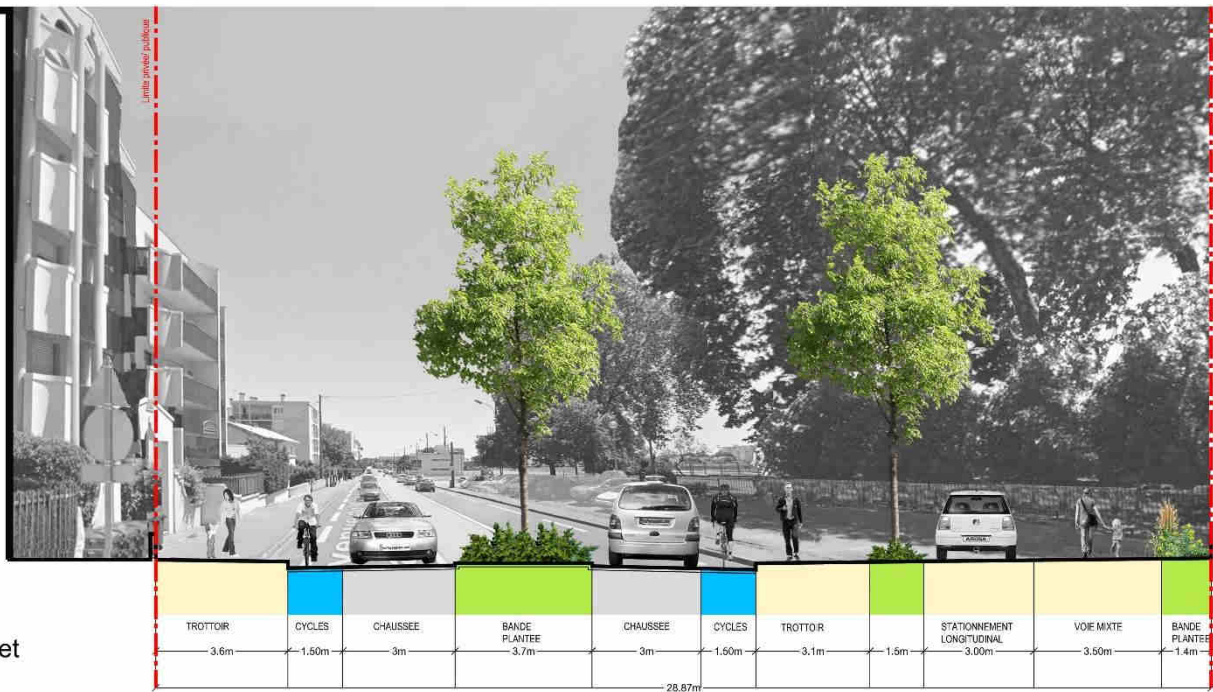 Limite privée/ publique
TROTTOIR
3.6m
CYCLES
1.50m
CHAUSSEE
3m
BANDE
PLANTEE
3.7m
CHAUSSEE
3m
CYCLES
1.50m
TROTTOIR
3.1m
1.5m
STATIONNEMENT
LONGITUDINAL
3.00m
VOIE MIXTE
3.50m
BANDE
PLANTEE
1.4m
28.87m
et
AROSA